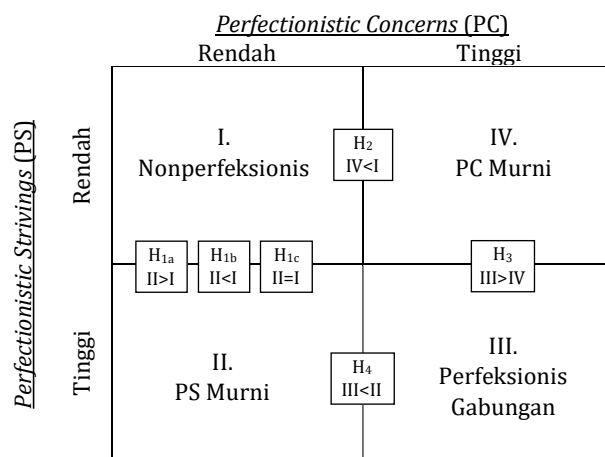 Perfectionistic Concerns (PC)
Rendah
Tinggi
Perfectionistic Strivings (PS)
Rendah
Tinggi
I.
Nonperfeksionis
H2
IV<I
IV.
PC Murni
H1a
II>I
H1b
II<I
H1c
II=I
H3
III>IV
II.
PS Murni
H4
III<II
III.
Perfeksionis
Gabungan